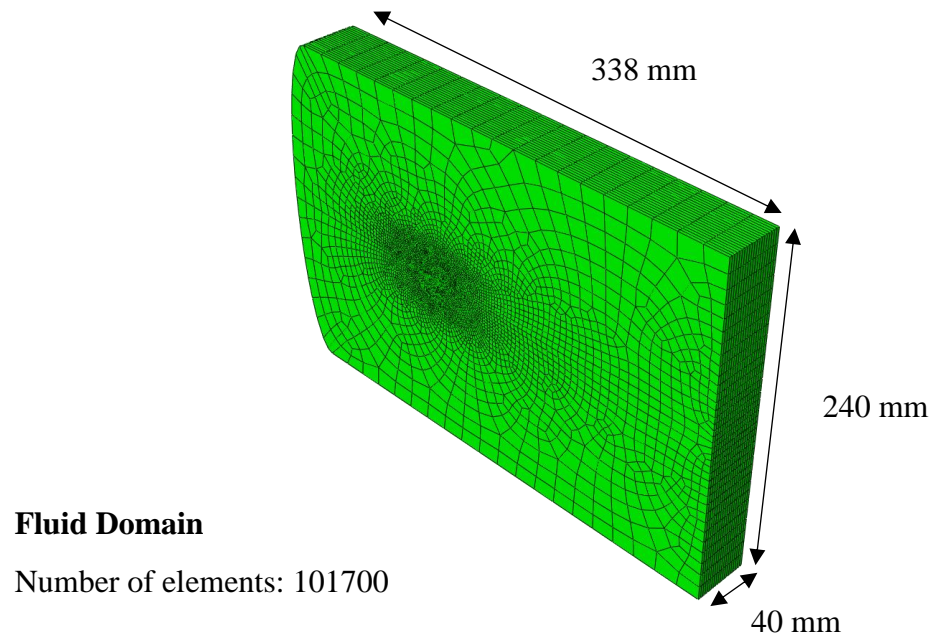 338 mm
240 mm
Fluid Domain
Number of elements: 101700
40 mm